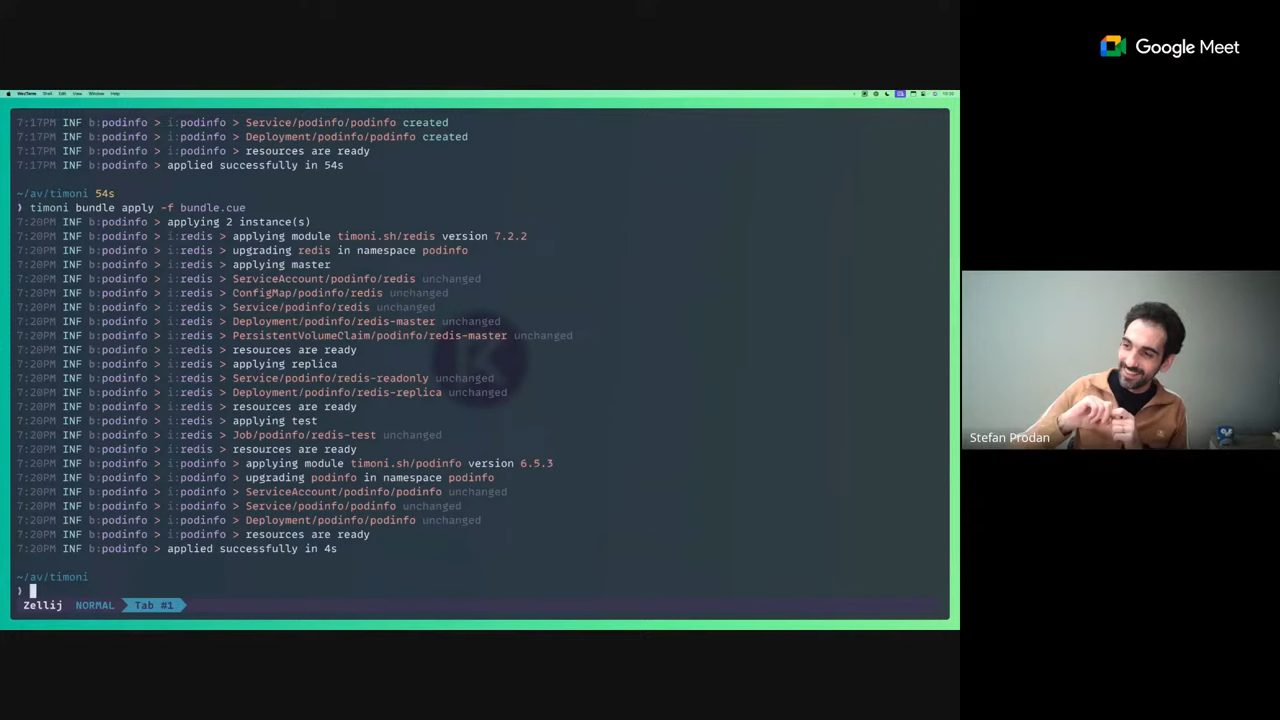 Google Meet
WezTerm Shell Edit View Window Help
7:17PM INF b:podinfo > i:podinfo > Service/podinfo/podinfo created
7:17PM INF b:podinfo > i:podinfo > Deployment/podinfo/podinfo created
7:17PM INF b:podinfo > i:podinfo > resources are ready
7:17PM INF b:podinfo > applied successfully in 54s
~/av/timoni 54s
❯ timoni bundle apply -f bundle.cue
7:20PM INF b:podinfo > applying 2 instance(s)
7:20PM INF b:podinfo > i:redis > applying module timoni.sh/redis version 7.2.2
7:20PM INF b:podinfo > i:redis > upgrading redis in namespace podinfo
7:20PM INF b:podinfo > i:redis > applying master
7:20PM INF b:podinfo > i:redis > ServiceAccount/podinfo/redis unchanged
7:20PM INF b:podinfo > i:redis > ConfigMap/podinfo/redis unchanged
7:20PM INF b:podinfo > i:redis > Service/podinfo/redis unchanged
7:20PM INF b:podinfo > i:redis > Deployment/podinfo/redis-master unchanged
7:20PM INF b:podinfo > i:redis > PersistentVolumeClaim/podinfo/redis-master unchanged
7:20PM INF b:podinfo > i:redis > resources are ready
7:20PM INF b:podinfo > i:redis > applying replica
7:20PM INF b:podinfo > i:redis > Service/podinfo/redis-readonly unchanged
7:20PM INF b:podinfo > i:redis > Deployment/podinfo/redis-replica unchanged
7:20PM INF b:podinfo > i:redis > resources are ready
7:20PM INF b:podinfo > i:redis > applying test
7:20PM INF b:podinfo > i:redis > Job/podinfo/redis-test unchanged
7:20PM INF b:podinfo > i:redis > resources are ready
7:20PM INF b:podinfo > i:podinfo > applying module timoni.sh/podinfo version 6.5.3
7:20PM INF b:podinfo > i:podinfo > upgrading podinfo in namespace podinfo
7:20PM INF b:podinfo > i:podinfo > ServiceAccount/podinfo/podinfo unchanged
7:20PM INF b:podinfo > i:podinfo > Service/podinfo/podinfo unchanged
7:20PM INF b:podinfo > i:podinfo > Deployment/podinfo/podinfo unchanged
7:20PM INF b:podinfo > i:podinfo > resources are ready
7:20PM INF b:podinfo > applied successfully in 4s
~/av/timoni
❯
Zellij NORMAL Tab #1
Stefan Prodan